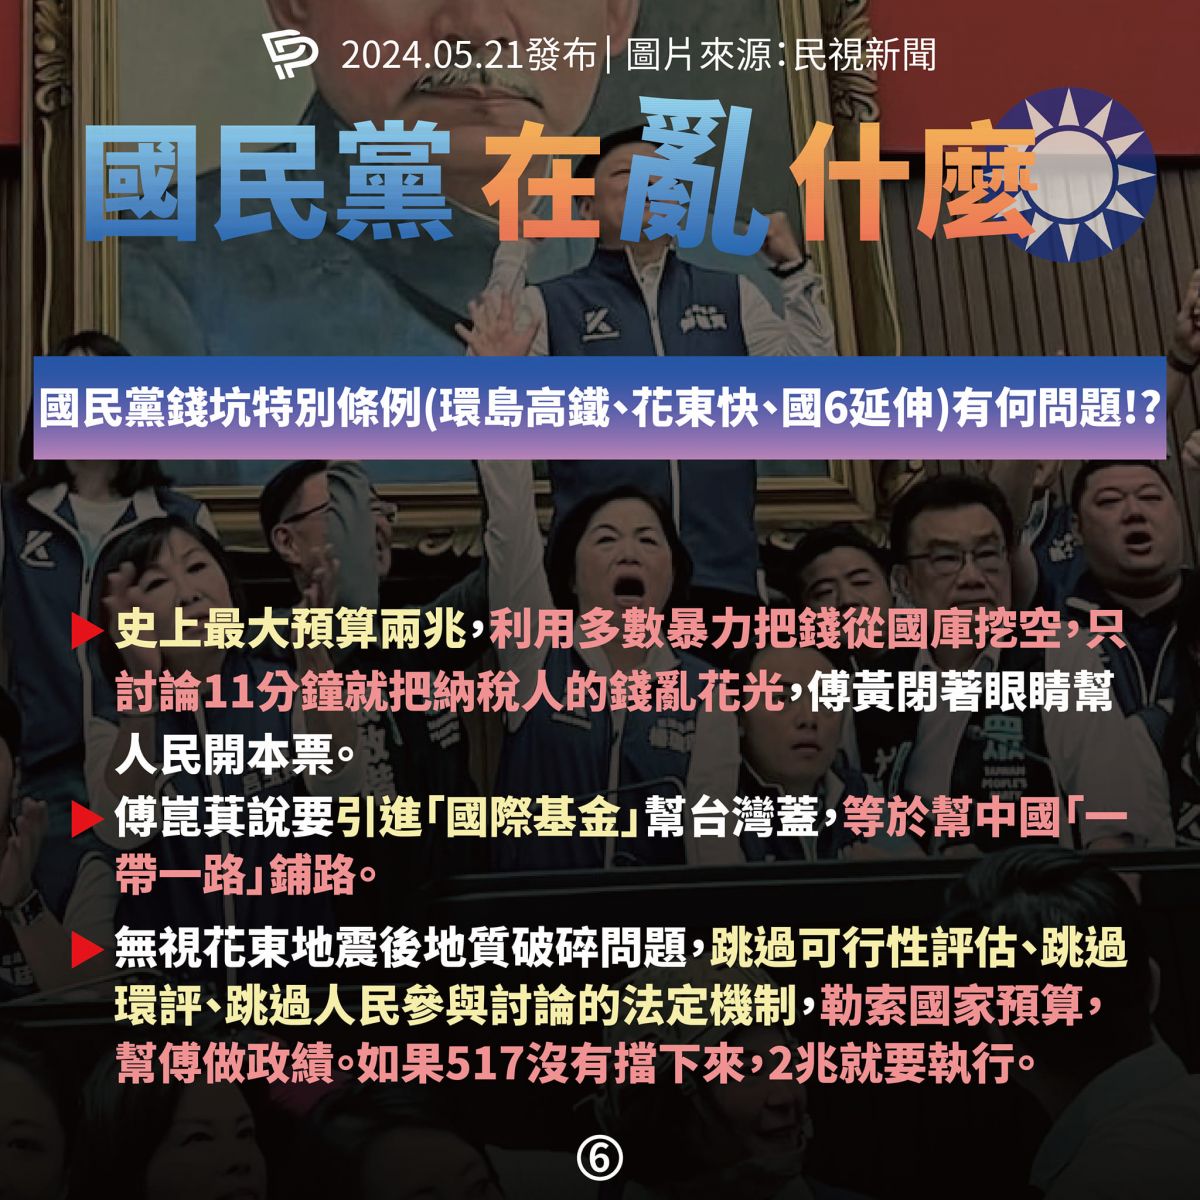 2024.05.21發布|圖片來源:民視新聞
國民黨在亂什麼
國民黨錢坑特別條例(環島高鐵、花東快、國6延伸)有何問題!?
▶史上最大預算兩兆,利用多數暴力把錢從國庫挖空,只
討論11分鐘就把納稅人的錢亂花光,傅黃閉著眼睛幫
人民開本票。
▶傅崑萁說要引進「國際基金」幫台灣蓋,等於幫中國「一
帶一路」鋪路。
▶無視花東地震後地質破碎問題,跳過可行性評估、跳過
環評、跳過人民參與討論的法定機制,勒索國家預算,
幫傅做政績。如果517沒有擋下來,2兆就要執行。
⑥